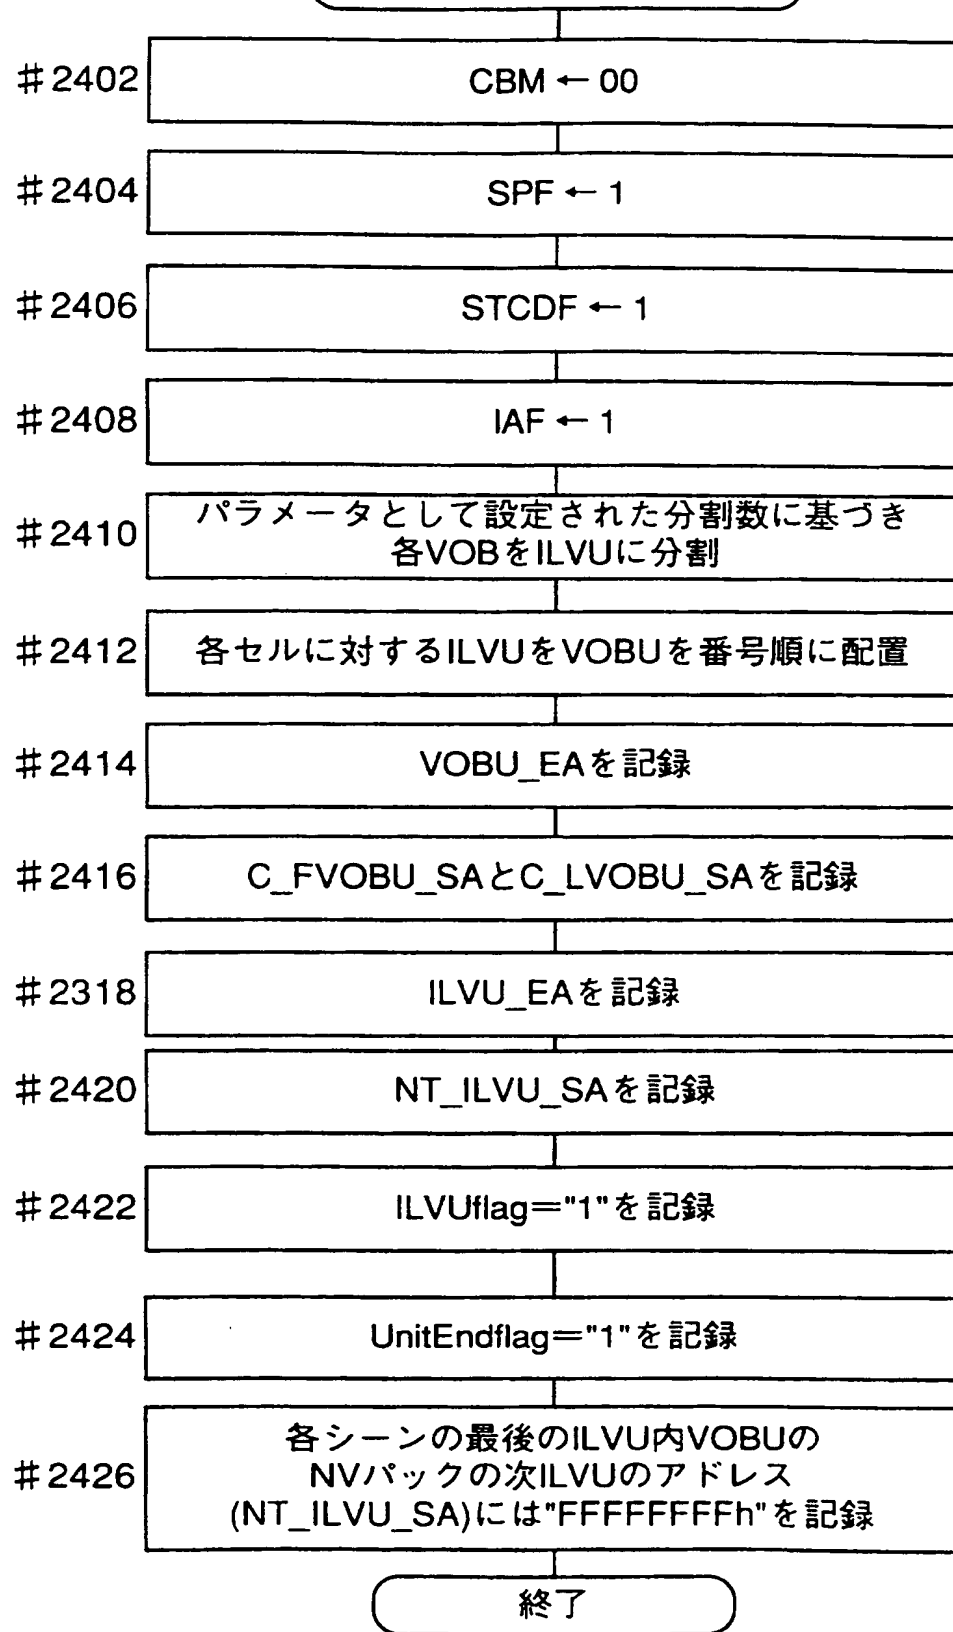 #2402 CBM ← 00
#2404 SPF ← 1
#2406 STCDF ← 1
#2408 IAF ← 1
#2410 パラメータとして設定された分割数に基づき
各VOBをILVUに分割
#2412 各セルに対するILVUをVOBUを番号順に配置
#2414 VOBU_EAを記録
#2416 C_FVOBU_SAとC_LVOBU_SAを記録
#2318 ILVU_EAを記録
#2420 NT_ILVU_SAを記録
#2422 ILVUflag="1"を記録
#2424 UnitEndflag="1"を記録
#2426 各シーンの最後のILVU内VOBUの
NVパックの次ILVUのアドレス
(NT_ILVU_SA)には"FFFFFFFFh"を記録
終了